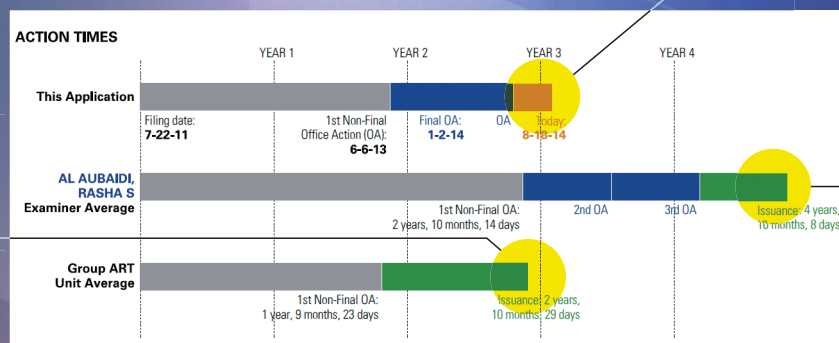 ACTION TIMES
YEAR 1
YEAR 2
YEAR 3
YEAR 4
This Application
Filing date:
7-22-11
1st Non-Final
Office Action (OA):
6-6-13
Final OA:
1-2-14
OA
Today:
8-18-14
AL AUBAIDI,
RASHA S
Examiner Average
1st Non-Final OA:
2 years, 10 months, 14 days
2nd OA
3rd OA
Issuance: 4 years,
10 months, 8 days
Group ART
Unit Average
1st Non-Final OA:
1 year, 9 months, 23 days
Issuance: 2 years,
10 months, 29 days